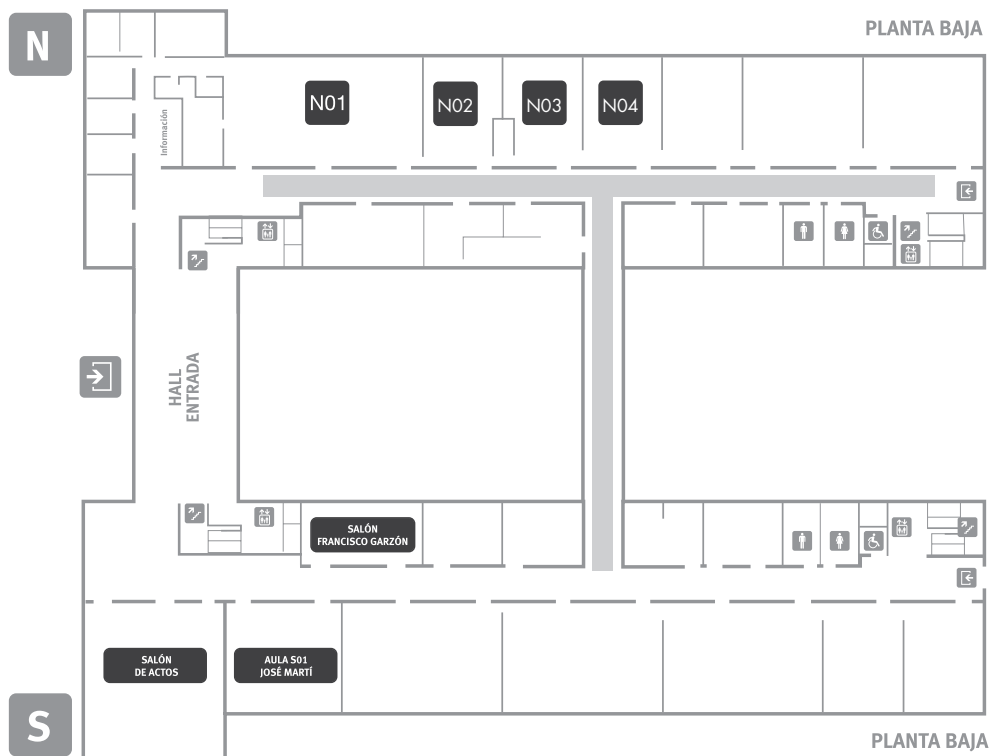 N
PLANTA BAJA
N01
N02
N03
N04
Información
HALL
ENTRADA
SALÓN
FRANCISCO GARZÓN
SALÓN
DE ACTOS
AULA S01
JOSÉ MARTÍ
S
PLANTA BAJA